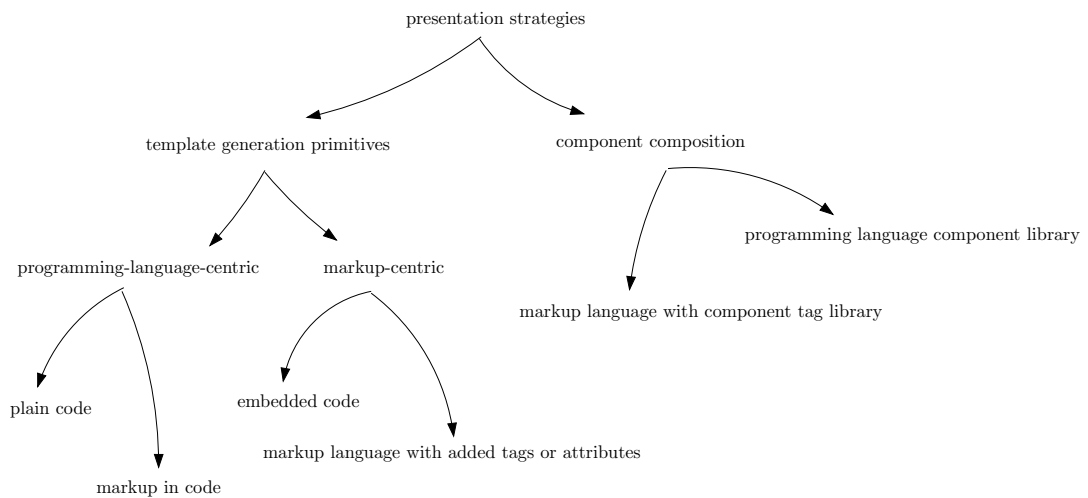 presentation strategies
template generation primitives
component composition
programming language component library
programming-language-centric
markup-centric
markup language with component tag library
embedded code
plain code
markup language with added tags or attributes
markup in code